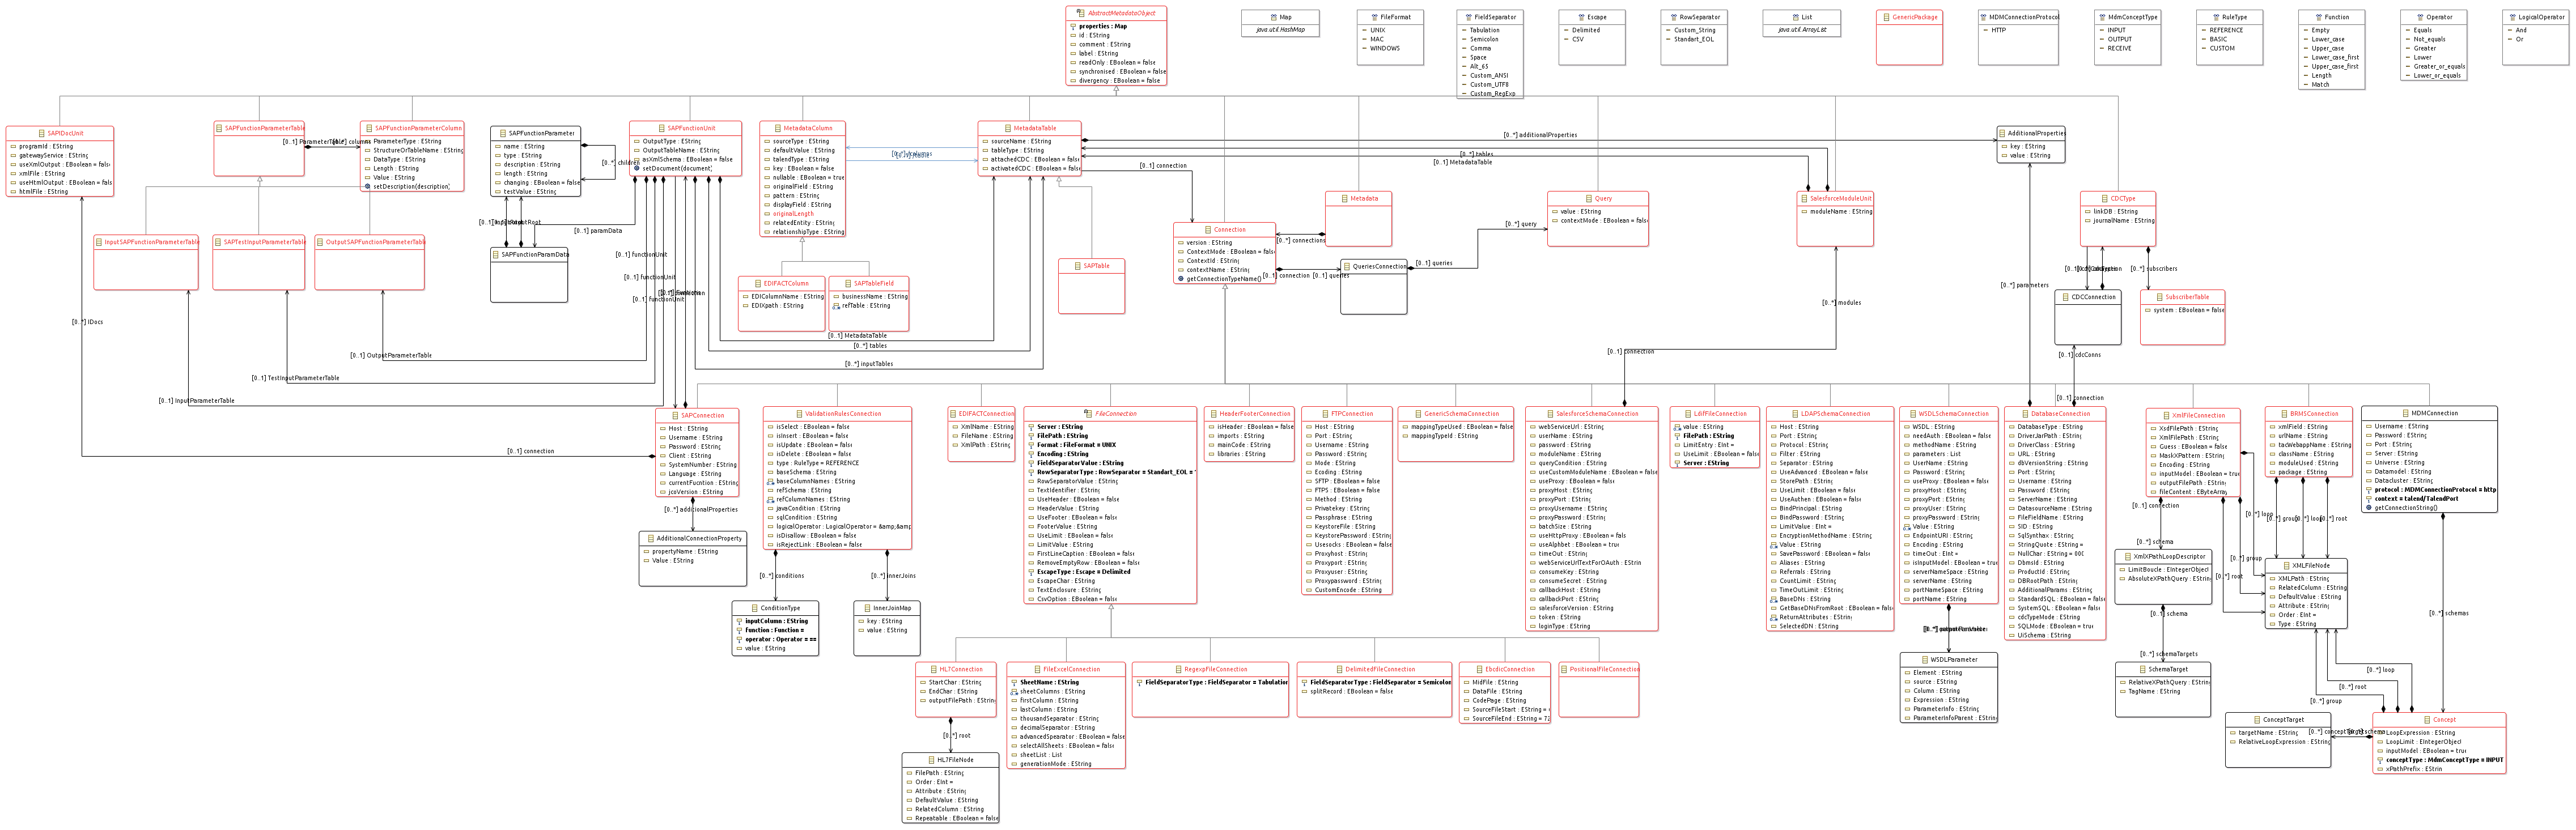 AbstractMetadataObject
properties : Map
id : EString
comment : EString
label : EString
readOnly : EBoolean = false
synchronised : EBoolean = false
divergency : EBoolean = false
Map
java.util.HashMap
FileFormat
UNIX
MAC
WINDOWS
FieldSeparator
Tabulation
Semicolon
Comma
Space
Alt_65
Custom_ANSI
Custom_UTF8
Custom_RegExp
Escape
Delimited
CSV
RowSeparator
Custom_String
Standart_EOL
List
java.util.ArrayList
GenericPackage
MDMConnectionProtocol
HTTP
MdmConceptType
INPUT
OUTPUT
RECEIVE
RuleType
REFERENCE
BASIC
CUSTOM
Function
Empty
Lower_case
Upper_case
Lower_case_first
Upper_case_first
Length
Match
Operator
Equals
Not_equals
Greater
Lower
Greater_or_equals
Lower_or_equals
LogicalOperator
And
Or
SAPIDocUnit
programId : EString
gatewayService : EString
useXmlOutput : EBoolean = false
xmlFile : EString
useHtmlOutput : EBoolean = false
htmlFile : EString
SAPFunctionParameterTable
SAPFunctionParameterColumn
ParameterType : EString
StructureOrTableName : EString
DataType : EString
Length : EString
Value : EString
setDescription(description)
SAPFunctionParameter
name : EString
type : EString
description : EString
length : EString
changing : EBoolean = false
testValue : EString
[0..*] children
SAPFunctionUnit
OutputType : EString
OutputTableName : EString
asXmlSchema : EBoolean = false
setDocument(document)
MetadataColumn
sourceType : EString
defaultValue : EString
talendType : EString
key : EBoolean = false
nullable : EBoolean = true
originalField : EString
pattern : EString
displayField : EString
originalLength
relatedEntity : EString
relationshipType : EString
MetadataTable
sourceName : EString
tableType : EString
attachedCDC : EBoolean = false
activatedCDC : EBoolean = false
[0..*] additionalProperties
[0..*] tables
[0..1] MetadataTable
[0..1] connection
AdditionalProperties
key : EString
value : EString
InputSAPFunctionParameterTable
SAPTestInputParameterTable
OutputSAPFunctionParameterTable
SAPFunctionParamData
[0..1] paramData
[0..1] functionUnit
[0..1] functionUnit
[0..1] functionUnit
EDIFACTColumn
EDIColumnName : EString
EDIXpath : EString
SAPTableField
businessName : EString
refTable : EString
SAPTable
Connection
version : EString
ContextMode : EBoolean = false
ContextId : EString
contextName : EString
getConnectionTypeName()
Metadata
[0..*] connections
[0..1] connection
[0..1] queries
QueriesConnection
[0..1] queries
[0..*] query
Query
value : EString
contextMode : EBoolean = false
SalesforceModuleUnit
moduleName : EString
[0..*] modules
[0..1] connection
CDCType
linkDB : EString
journalName : EString
[0..*] subscribers
CDCConnection
SubscriberTable
system : EBoolean = false
[0..*] parameters
[0..1] cdcConns
[0..1] connection
[0..*] IDocs
[0..1] OutputParameterTable
[0..1] TestInputParameterTable
[0..1] InputParameterTable
[0..1] MetadataTable
[0..*] tables
[0..*] inputTables
[0..1] connection
SAPConnection
Host : EString
Username : EString
Password : EString
Client : EString
SystemNumber : EString
Language : EString
currentFucntion : EString
jcoVersion : EString
[0..*] additionalProperties
AdditionalConnectionProperty
propertyName : EString
Value : EString
ValidationRulesConnection
isSelect : EBoolean = false
isInsert : EBoolean = false
isUpdate : EBoolean = false
isDelete : EBoolean = false
type : RuleType = REFERENCE
baseSchema : EString
baseColumnNames : EString
refSchema : EString
refColumnNames : EString
javaCondition : EString
sqlCondition : EString
logicalOperator : LogicalOperator = &amp;&amp;
isDisallow : EBoolean = false
isRejectLink : EBoolean = false
[0..*] conditions
[0..*] innerJoins
ConditionType
inputColumn : EString
function : Function =
operator : Operator = ==
value : EString
InnerJoinMap
key : EString
value : EString
EDIFACTConnection
XmlName : EString
FileName : EString
XmlPath : EString
FileConnection
Server : EString
FilePath : EString
Format : FileFormat = UNIX
Encoding : EString
FieldSeparatorValue : EString
RowSeparatorType : RowSeparator = Standart_EOL =
RowSeparatorValue : EString
TextIdentifier : EString
UseHeader : EBoolean = false
HeaderValue : EString
UseFooter : EBoolean = false
FooterValue : EString
UseLimit : EBoolean = false
LimitValue : EString
FirstLineCaption : EBoolean = false
RemoveEmptyRow : EBoolean = false
EscapeType : Escape = Delimited
EscapeChar : EString
TextEnclosure : EString
CsvOption : EBoolean = false
HeaderFooterConnection
isHeader : EBoolean = false
imports : EString
mainCode : EString
libraries : EString
FTPConnection
Host : EString
Port : EString
Username : EString
Password : EString
Mode : EString
Ecoding : EString
SFTP : EBoolean = false
FTPS : EBoolean = false
Method : EString
Privatekey : EString
Passphrase : EString
KeystoreFile : EString
KeystorePassword : EString
Usesocks : EBoolean = false
Proxyhost : EString
Proxyport : EString
Proxyuser : EString
Proxypassword : EString
CustomEncode : EString
GenericSchemaConnection
mappingTypeUsed : EBoolean = false
mappingTypeId : EString
SalesforceSchemaConnection
webServiceUrl : EString
userName : EString
password : EString
moduleName : EString
queryCondition : EString
useCustomModuleName : EBoolean = false
useProxy : EBoolean = false
proxyHost : EString
proxyPort : EString
proxyUsername : EString
proxyPassword : EString
batchSize : EString
useHttpProxy : EBoolean = false
useAlphbet : EBoolean = true
timeOut : EString
webServiceUrlTextForOAuth : EString
consumeKey : EString
consumeSecret : EString
callbackHost : EString
callbackPort : EString
salesforceVersion : EString
token : EString
loginType : EString
LdifFileConnection
value : EString
FilePath : EString
LimitEntry : EInt =
UseLimit : EBoolean = false
Server : EString
LDAPSchemaConnection
Host : EString
Port : EString
Protocol : EString
Filter : EString
Separator : EString
UseAdvanced : EBoolean = false
StorePath : EString
UseLimit : EBoolean = false
UseAuthen : EBoolean = false
BindPrincipal : EString
BindPassword : EString
LimitValue : EInt =
EncryptionMethodName : EString
Value : EString
SavePassword : EBoolean = false
Aliases : EString
Referrals : EString
CountLimit : EString
TimeOutLimit : EString
BaseDNs : EString
GetBaseDNsFromRoot : EBoolean = false
ReturnAttributes : EString
SelectedDN : EString
WSDLSchemaConnection
WSDL : EString
needAuth : EBoolean = false
methodName : EString
parameters : List
UserName : EString
Password : EString
useProxy : EBoolean = false
proxyHost : EString
proxyPort : EString
proxyUser : EString
proxyPassword : EString
Value : EString
EndpointURI : EString
Encoding : EString
timeOut : EInt =
isInputModel : EBoolean = true
serverNameSpace : EString
serverName : EString
portNameSpace : EString
portName : EString
WSDLParameter
Element : EString
source : EString
Column : EString
Expression : EString
ParameterInfo : EString
ParameterInfoParent : EString
DatabaseConnection
DatabaseType : EString
DriverJarPath : EString
DriverClass : EString
URL : EString
dbVersionString : EString
Port : EString
Username : EString
Password : EString
ServerName : EString
DatasourceName : EString
FileFieldName : EString
SID : EString
SqlSynthax : EString
StringQuote : EString =
NullChar : EString = 000
DbmsId : EString
ProductId : EString
DBRootPath : EString
AdditionalParams : EString
StandardSQL : EBoolean = false
SystemSQL : EBoolean = false
cdcTypeMode : EString
SQLMode : EBoolean = true
UiSchema : EString
XmlFileConnection
XsdFilePath : EString
XmlFilePath : EString
Guess : EBoolean = false
MaskXPattern : EString
Encoding : EString
inputModel : EBoolean = true
outputFilePath : EString
fileContent : EByteArray
[0..1] connection
[0..*] schema
[0..*] group
[0..*] root
XmlXPathLoopDescriptor
LimitBoucle : EIntegerObject
AbsoluteXPathQuery : EString
[0..1] schema
[0..*] schemaTargets
SchemaTarget
RelativeXPathQuery : EString
TagName : EString
BRMSConnection
xmlField : EString
urlName : EString
tacWebappName : EString
className : EString
moduleUsed : EString
package : EString
XMLFileNode
XMLPath : EString
RelatedColumn : EString
DefaultValue : EString
Attribute : EString
Order : EInt =
Type : EString
MDMConnection
Username : EString
Password : EString
Port : EString
Server : EString
Universe : EString
Datamodel : EString
Datacluster : EString
protocol : MDMConnectionProtocol = http
context = talend/TalendPort
getConnectionString()
[0..*] schemas
[0..*] loop
[0..*] root
[0..*] group
ConceptTarget
targetName : EString
RelativeLoopExpression : EString
Concept
LoopExpression : EString
LoopLimit : EIntegerObject
inputModel : EBoolean = true
conceptType : MdmConceptType = INPUT
xPathPrefix : EString
HL7Connection
StartChar : EString
EndChar : EString
outputFilePath : EString
[0..*] root
HL7FileNode
FilePath : EString
Order : EInt =
Attribute : EString
DefaultValue : EString
RelatedColumn : EString
Repeatable : EBoolean = false
FileExcelConnection
SheetName : EString
sheetColumns : EString
firstColumn : EString
lastColumn : EString
thousandSeparator : EString
decimalSeparator : EString
advancedSpearator : EBoolean = false
selectAllSheets : EBoolean = false
sheetList : List
generationMode : EString
RegexpFileConnection
FieldSeparatorType : FieldSeparator = Tabulation
DelimitedFileConnection
FieldSeparatorType : FieldSeparator = Semicolon
splitRecord : EBoolean = false
EbcdicConnection
MidFile : EString
DataFile : EString
CodePage : EString
SourceFileStart : EString =
SourceFileEnd : EString = 72
PositionalFileConnection